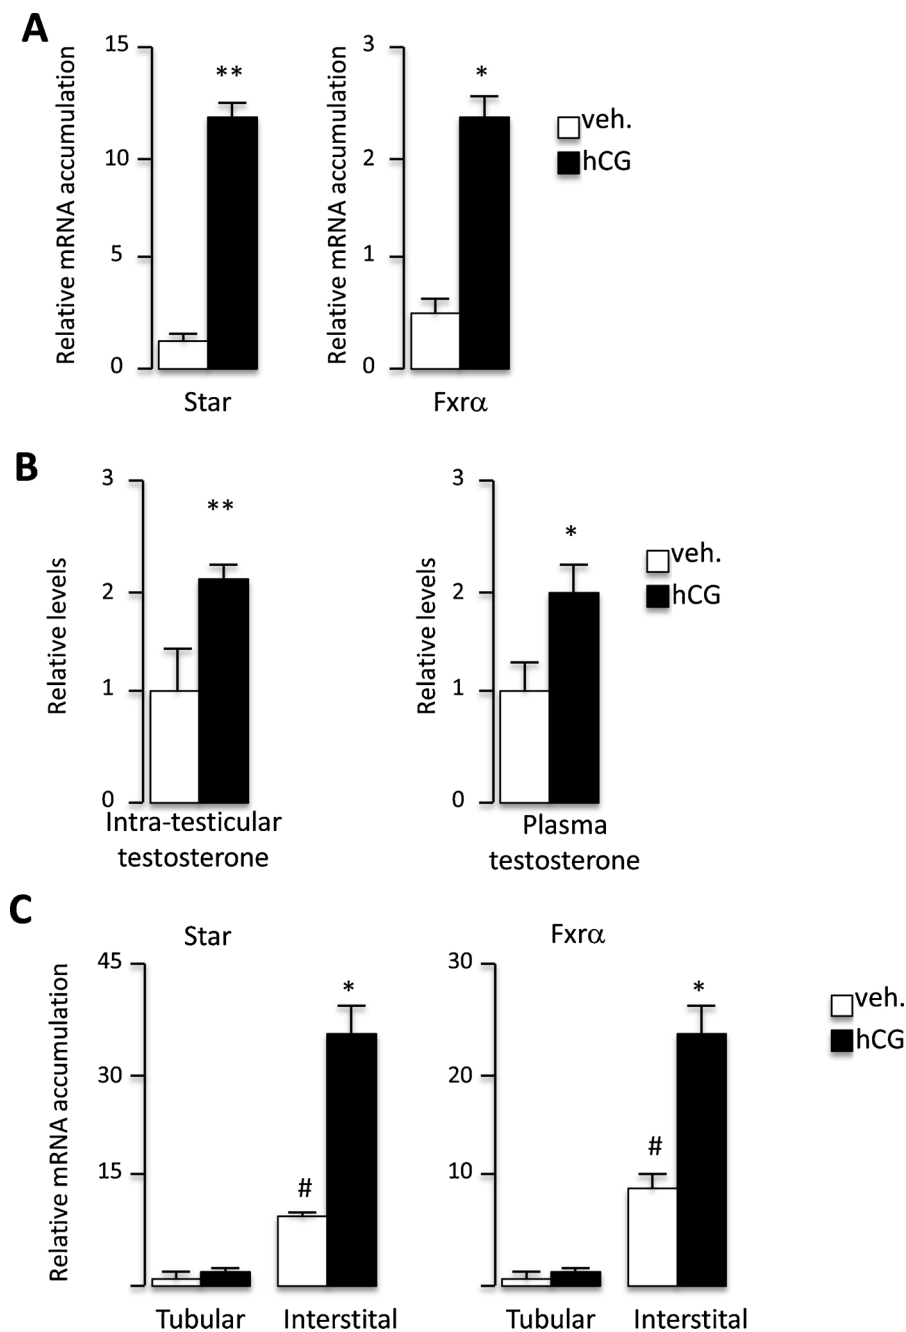 A
Relative mRNA accumulation
15
10
5
0
**
Star
Relative mRNA accumulation
3
2
1
0
*
Fxrα
veh.
hCG
B
Relative levels
3
2
1
0
**
Intra-testicular
testosterone
Relative levels
3
2
1
0
*
Plasma
testosterone
veh.
hCG
C
Star
Relative mRNA accumulation
45
30
15
#
*
Tubular
Interstital
Fxrα
30
20
10
#
*
Tubular
Interstital
veh.
hCG